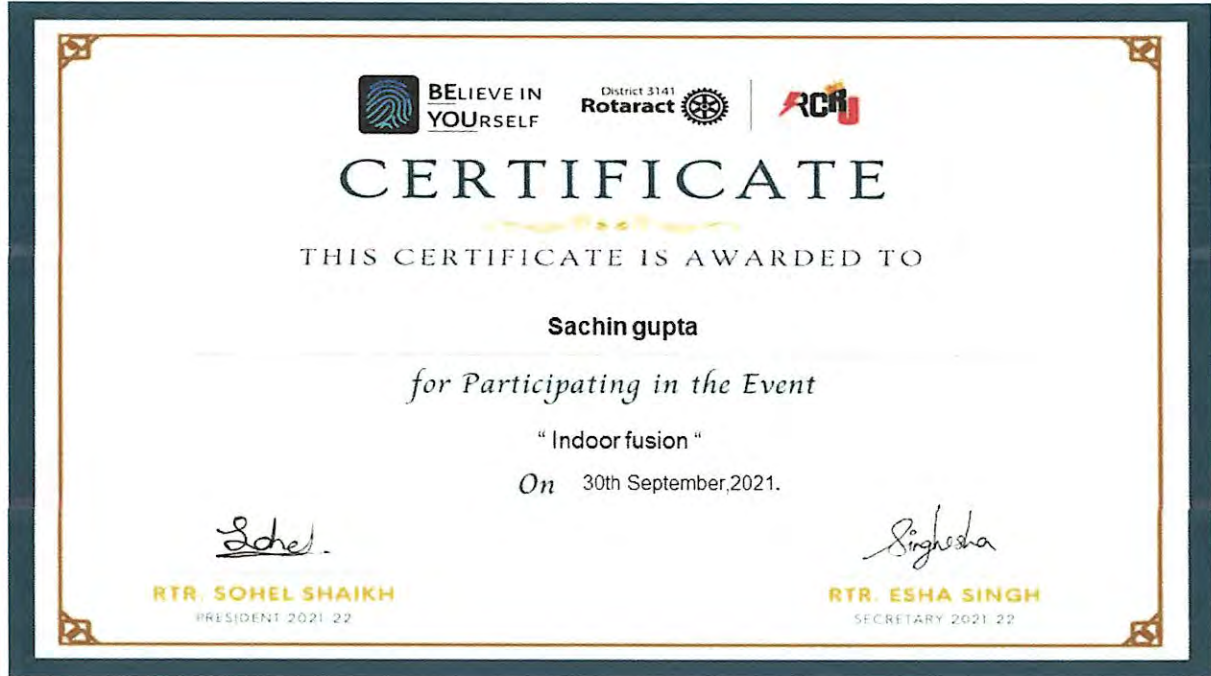 BELIEVE IN
YOURSELF
District 3141
Rotaract
RCRU
CERTIFICATE
THIS CERTIFICATE IS AWARDED TO
Sachin gupta
for Participating in the Event
“ Indoor fusion “
On 30th September,2021.
Sohel.
Singhesha
RTR. SOHEL SHAIKH
RTR. ESHA SINGH
PRESIDENT 2021-22
SECRETARY 2021-22